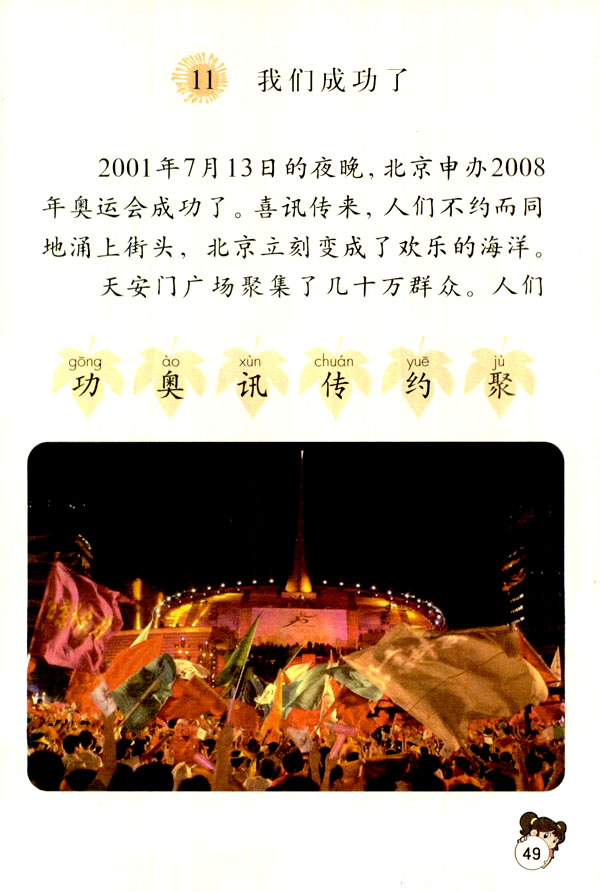 11 我们成功了
2001年7月13日的夜晚，北京申办2008
年奥运会成功了。喜讯传来，人们不约而同
地涌上街头，北京立刻变成了欢乐的海洋。
天安门广场聚集了几十万群众。人们
gōng ào xùn chuán yuē jù
功 奥 讯 传 约 聚
49